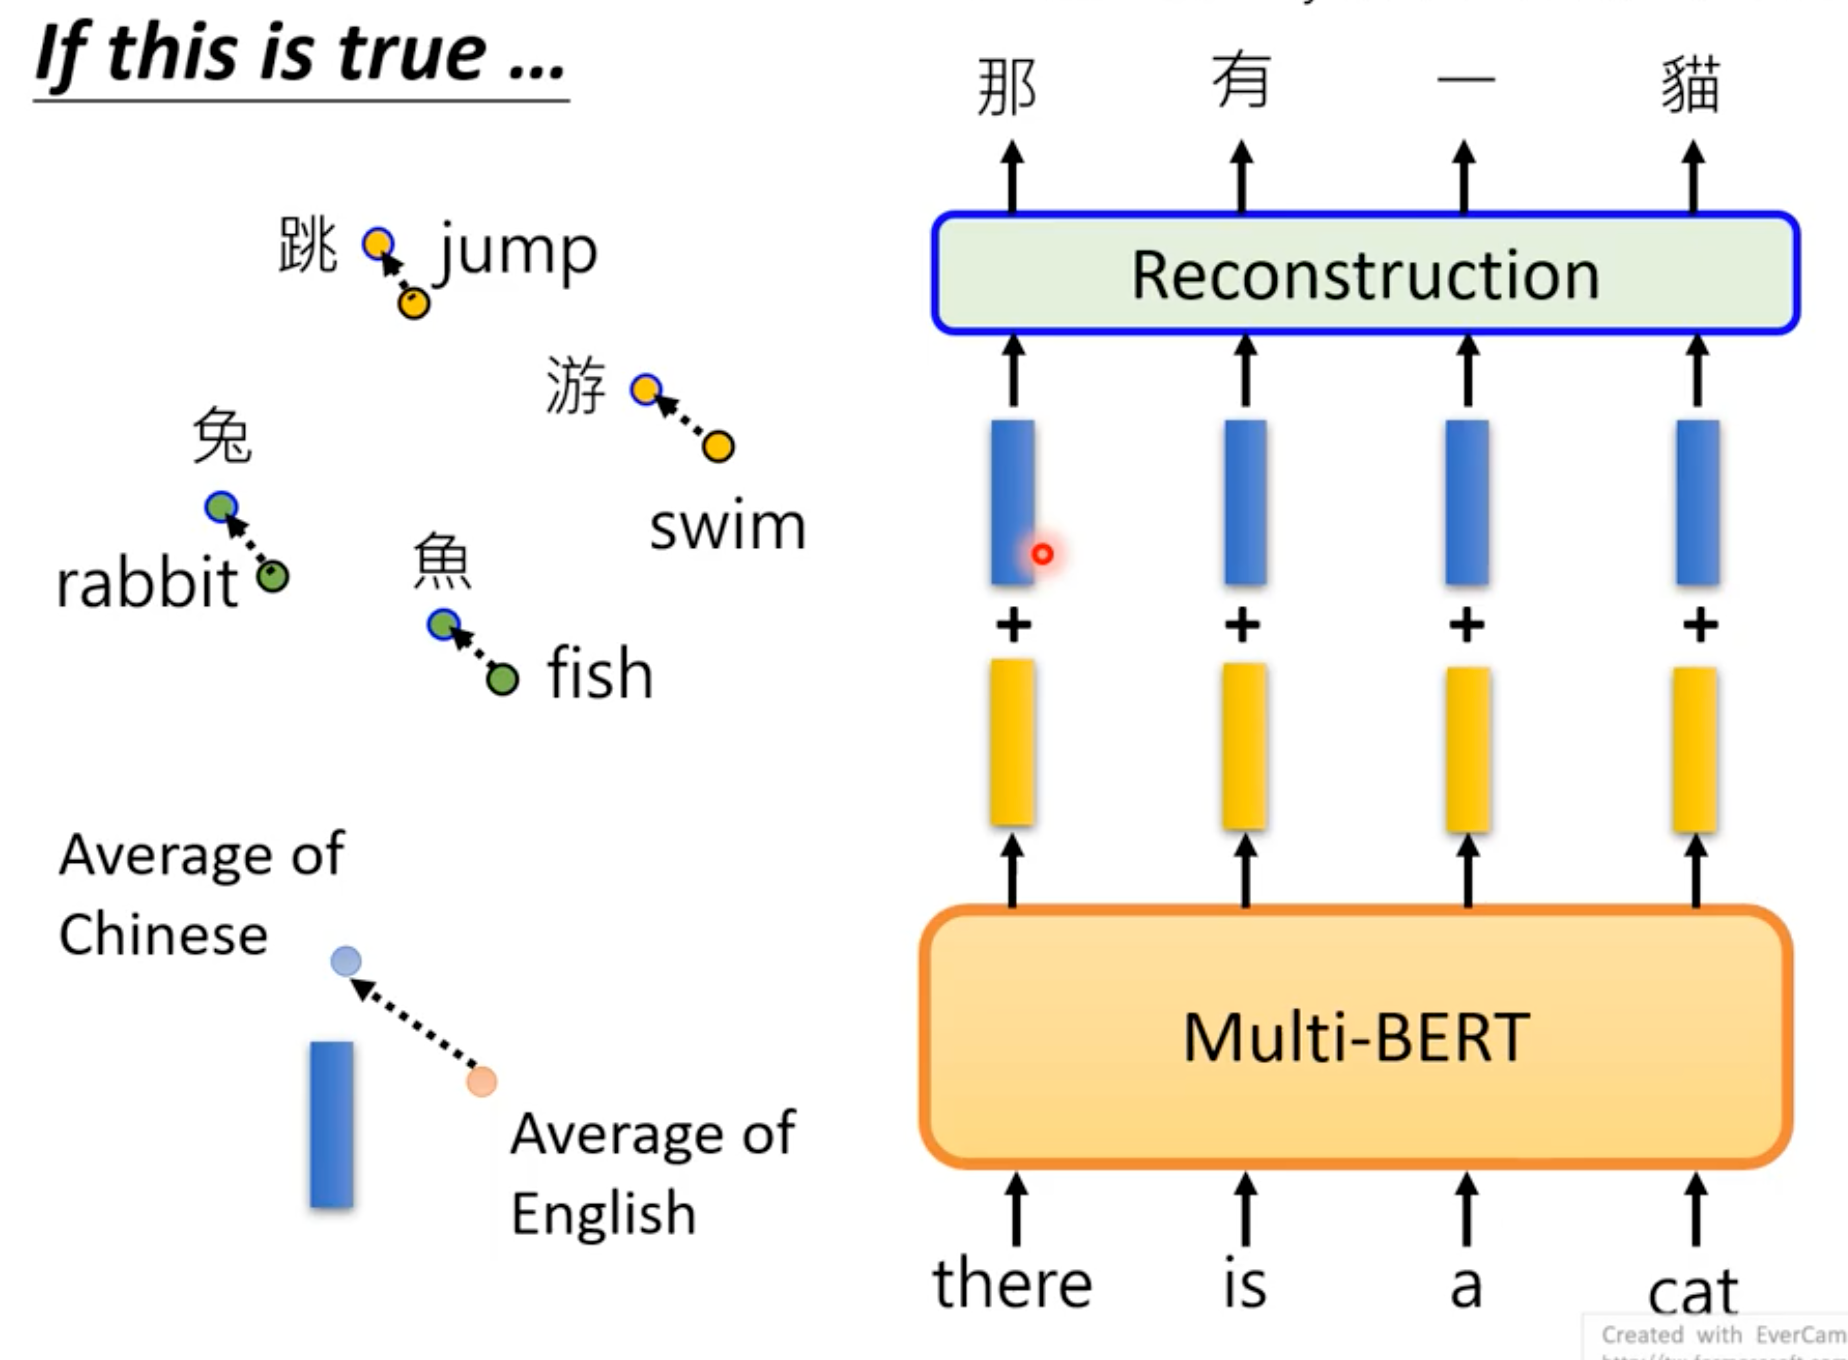 If this is true ...
跳
jump
游
swim
兔
rabbit
魚
fish
Average of
Chinese
Average of
English
那 有 一 貓
Reconstruction
+ + + +
Multi-BERT
there is a cat
Created with EverCam